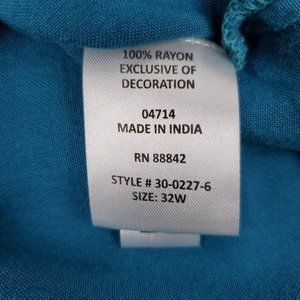 100% RAYON
EXCLUSIVE OF
DECORATION
04714
MADE IN INDIA
RN 88842
STYLE # 30-0227-6
SIZE: 32W